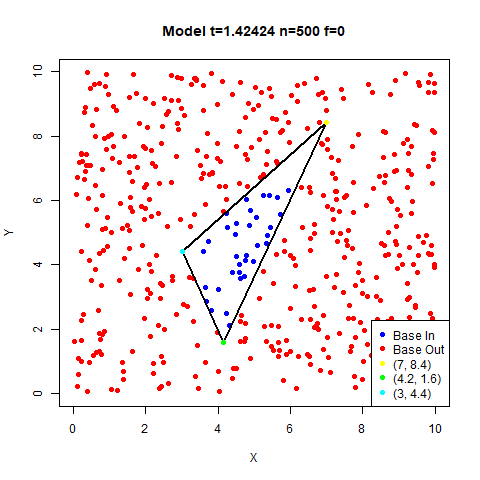 Model t=1.42424 n=500 f=0
10
8
6
4
2
0
Y
Base In
Base Out
(7, 8.4)
(4.2, 1.6)
(3, 4.4)
0 2 4 6 8 10
X